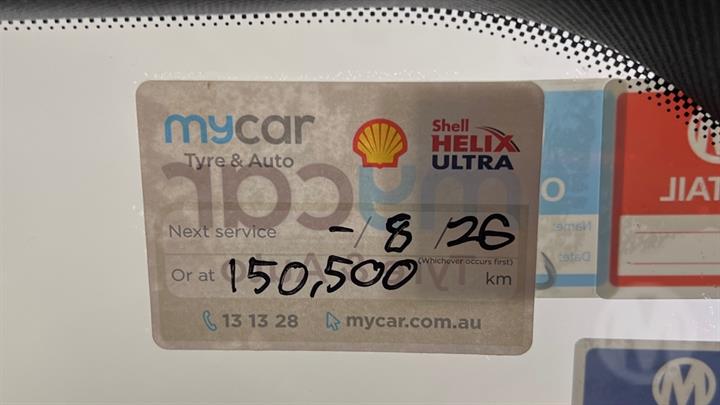 mycar
Tyre & Auto
Shell
HELIX
ULTRA
Next service -/8/26
(Whichever occurs first)
Or at 150,500 km
13 13 28 mycar.com.au
Name:
Date: